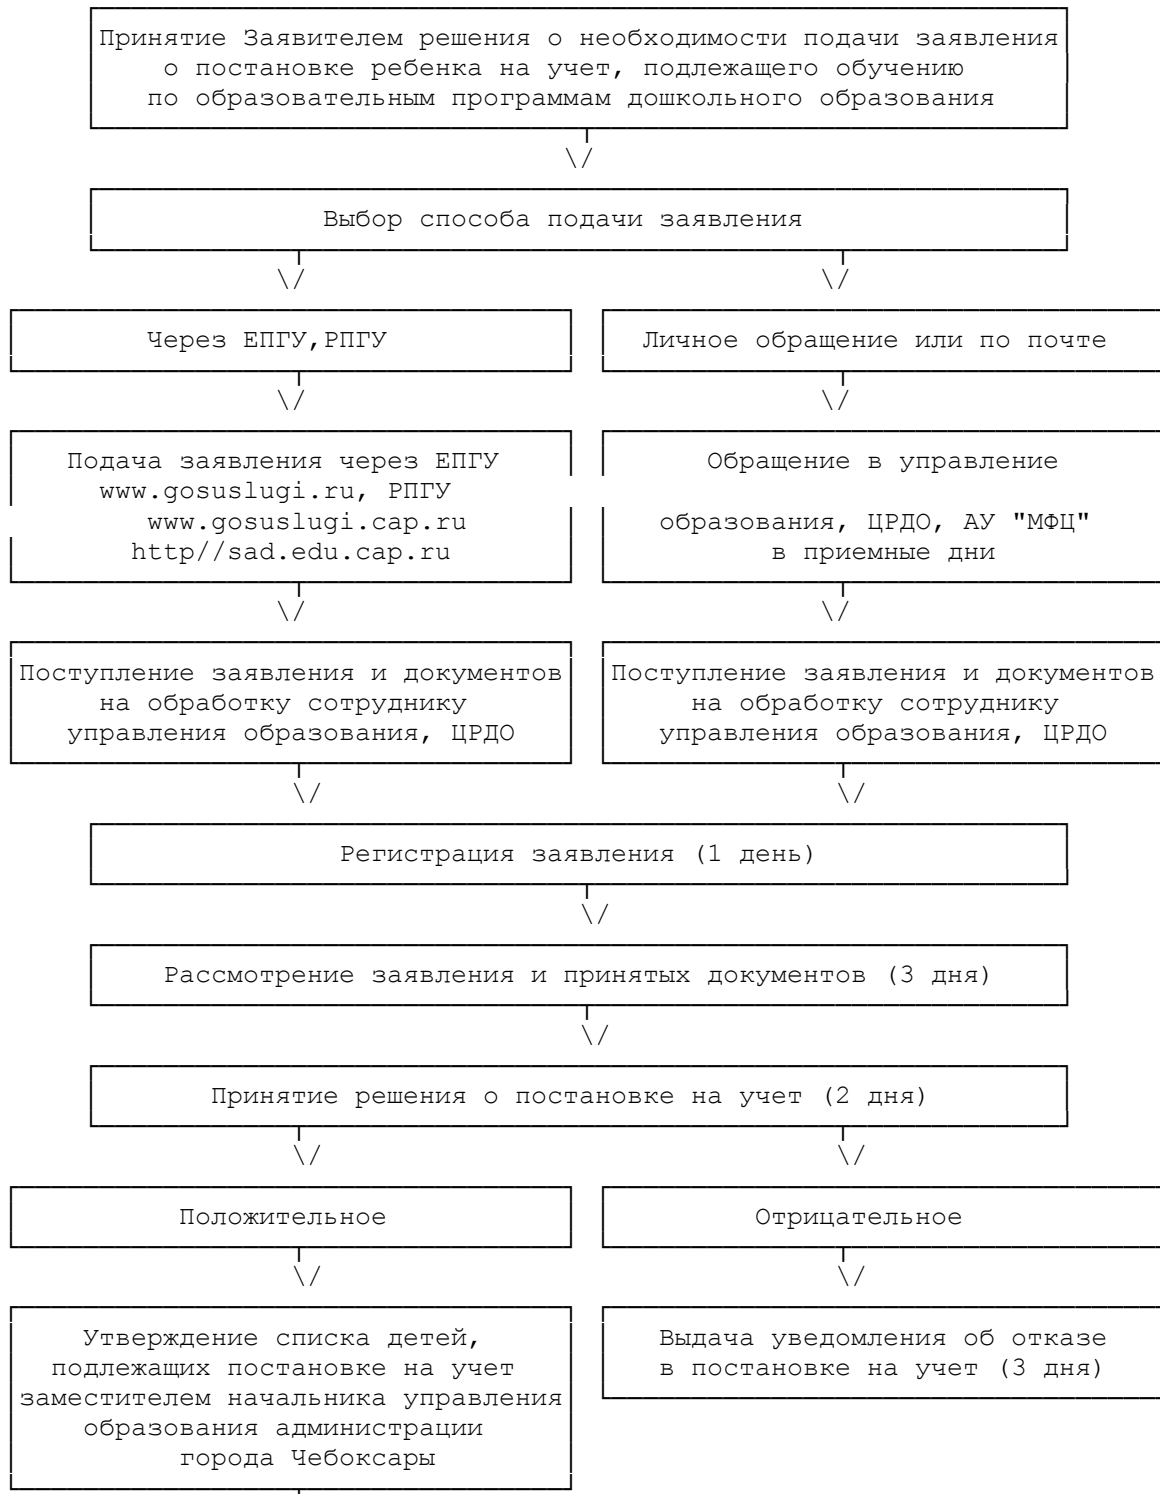 Принятие Заявителем решения о необходимости подачи заявления
о постановке ребенка на учет, подлежащего обучению
по образовательным программам дошкольного образования
\/
Выбор способа подачи заявления
\/ \/
Через ЕПГУ,РПГУ
Личное обращение или по почте
\/ \/
Подача заявления через ЕПГУ
www.gosuslugi.ru, РПГУ
www.gosuslugi.cap.ru
http//sad.edu.cap.ru
Обращение в управление
образования, ЦРДО, АУ "МФЦ"
в приемные дни
\/ \/
Поступление заявления и документов
на обработку сотруднику
управления образования, ЦРДО
Поступление заявления и документов
на обработку сотруднику
управления образования, ЦРДО
\/ \/
Регистрация заявления (1 день)
\/
Рассмотрение заявления и принятых документов (3 дня)
\/
Принятие решения о постановке на учет (2 дня)
\/ \/
Положительное
Отрицательное
\/ \/
Утверждение списка детей,
подлежащих постановке на учет
заместителем начальника управления
образования администрации
города Чебоксары
Выдача уведомления об отказе
в постановке на учет (3 дня)